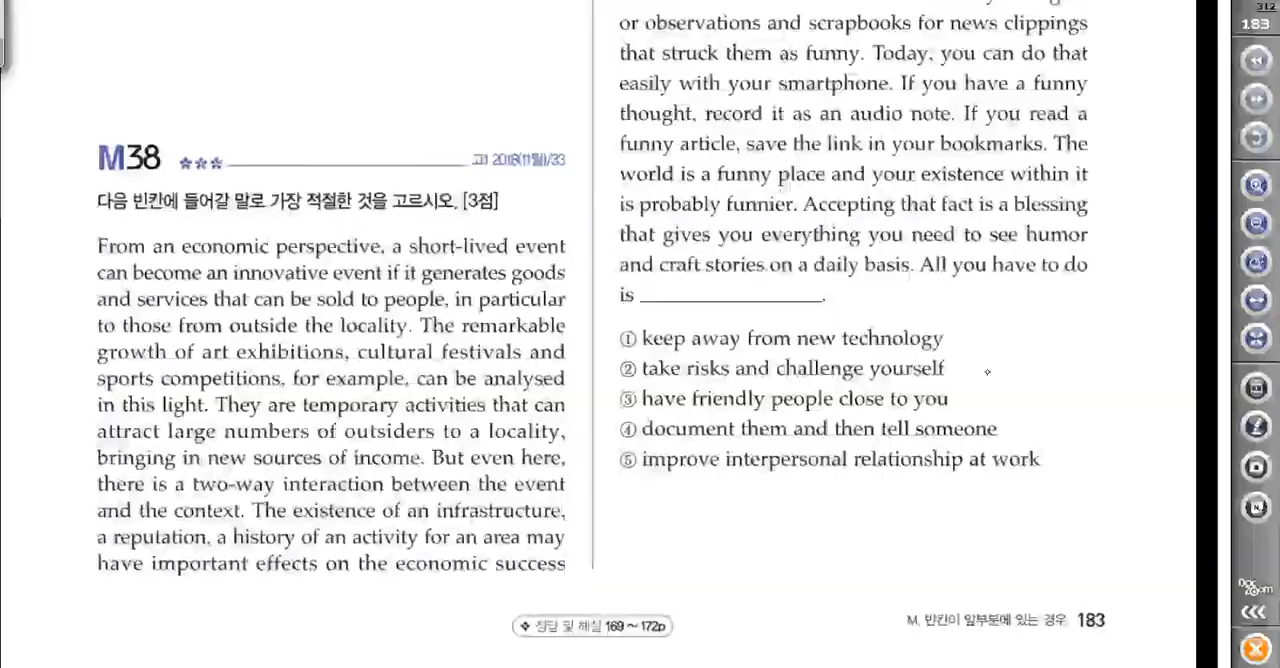 M38 ★★★ 고1 2018(11월)/33
다음 빈칸에 들어갈 말로 가장 적절한 것을 고르시오. [3점]
From an economic perspective, a short-lived event
can become an innovative event if it generates goods
and services that can be sold to people, in particular
to those from outside the locality. The remarkable
growth of art exhibitions, cultural festivals and
sports competitions, for example, can be analysed
in this light. They are temporary activities that can
attract large numbers of outsiders to a locality,
bringing in new sources of income. But even here,
there is a two-way interaction between the event
and the context. The existence of an infrastructure,
a reputation, a history of an activity for an area may
have important effects on the economic success
or observations and scrapbooks for news clippings
that struck them as funny. Today, you can do that
easily with your smartphone. If you have a funny
thought, record it as an audio note. If you read a
funny article, save the link in your bookmarks. The
world is a funny place and your existence within it
is probably funnier. Accepting that fact is a blessing
that gives you everything you need to see humor
and craft stories on a daily basis. All you have to do
is ____________.
① keep away from new technology
② take risks and challenge yourself
③ have friendly people close to you
④ document them and then tell someone
⑤ improve interpersonal relationship at work
❖ 정답 및 해설 169~172p
M. 빈칸이 앞부분에 있는 경우 183
312
183
Doc Zoom